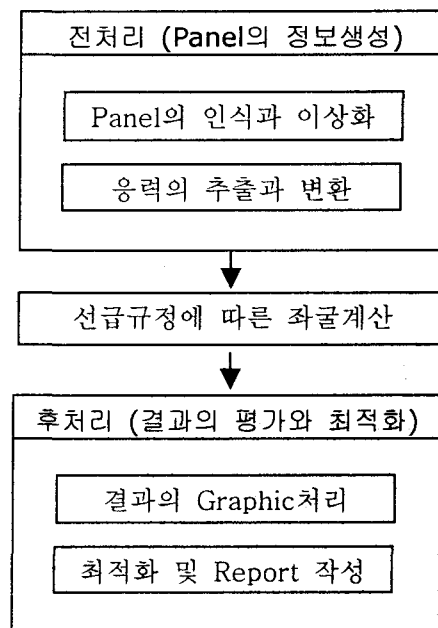 전처리 (Panel의 정보생성)
Panel의 인식과 이상화
응력의 추출과 변환
선급규정에 따른 좌굴계산
후처리 (결과의 평가와 최적화)
결과의 Graphic처리
최적화 및 Report 작성